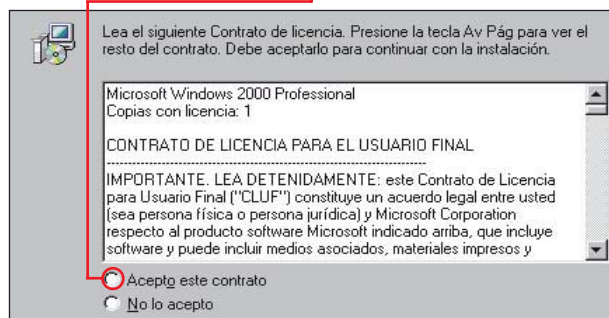 Lea el siguiente Contrato de licencia. Presione la tecla Av Pág para ver el
resto del contrato. Debe aceptarlo para continuar con la instalación.
Microsoft Windows 2000 Professional
Copias con licencia: 1
CONTRATO DE LICENCIA PARA EL USUARIO FINAL
----------------------------------------------------------------------
IMPORTANTE. LEA DETENIDAMENTE: este Contrato de Licencia
para Usuario Final ("CLUF") constituye un acuerdo legal entre usted
(sea persona física o persona jurídica) y Microsoft Corporation
respecto al producto software Microsoft indicado arriba, que incluye
software y puede incluir medios asociados, materiales impresos y
Acepto este contrato
No lo acepto